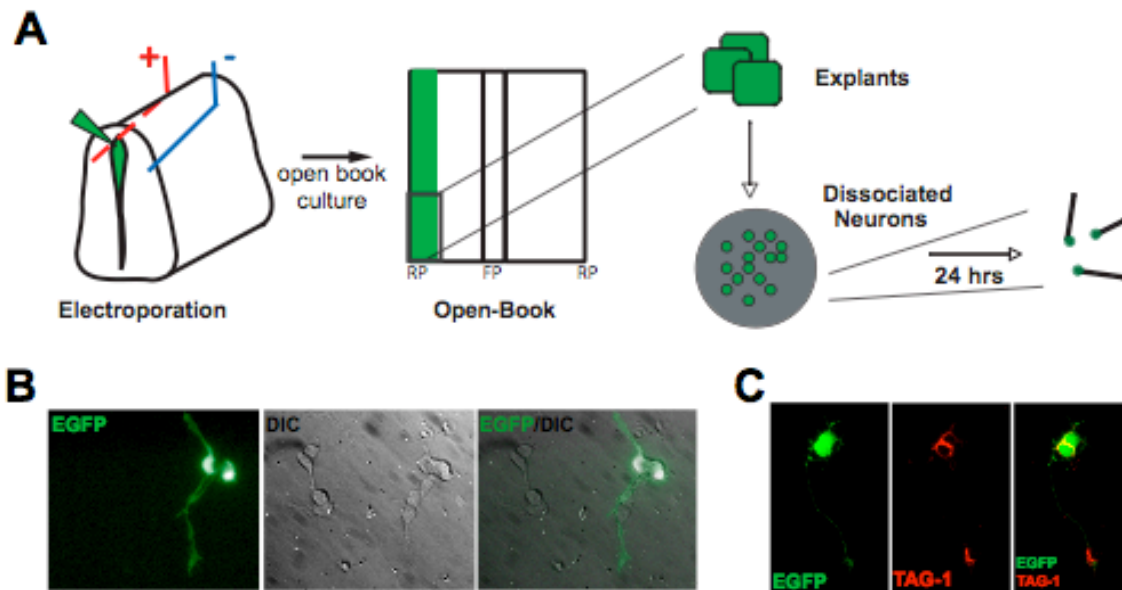 A
+ -
open book
culture
Electroporation
RP FP RP
Open-Book
Explants
Dissociated
Neurons
24 hrs
B
EGFP
DIC
EGFP/DIC
C
EGFP
TAG-1
EGFP
TAG-1